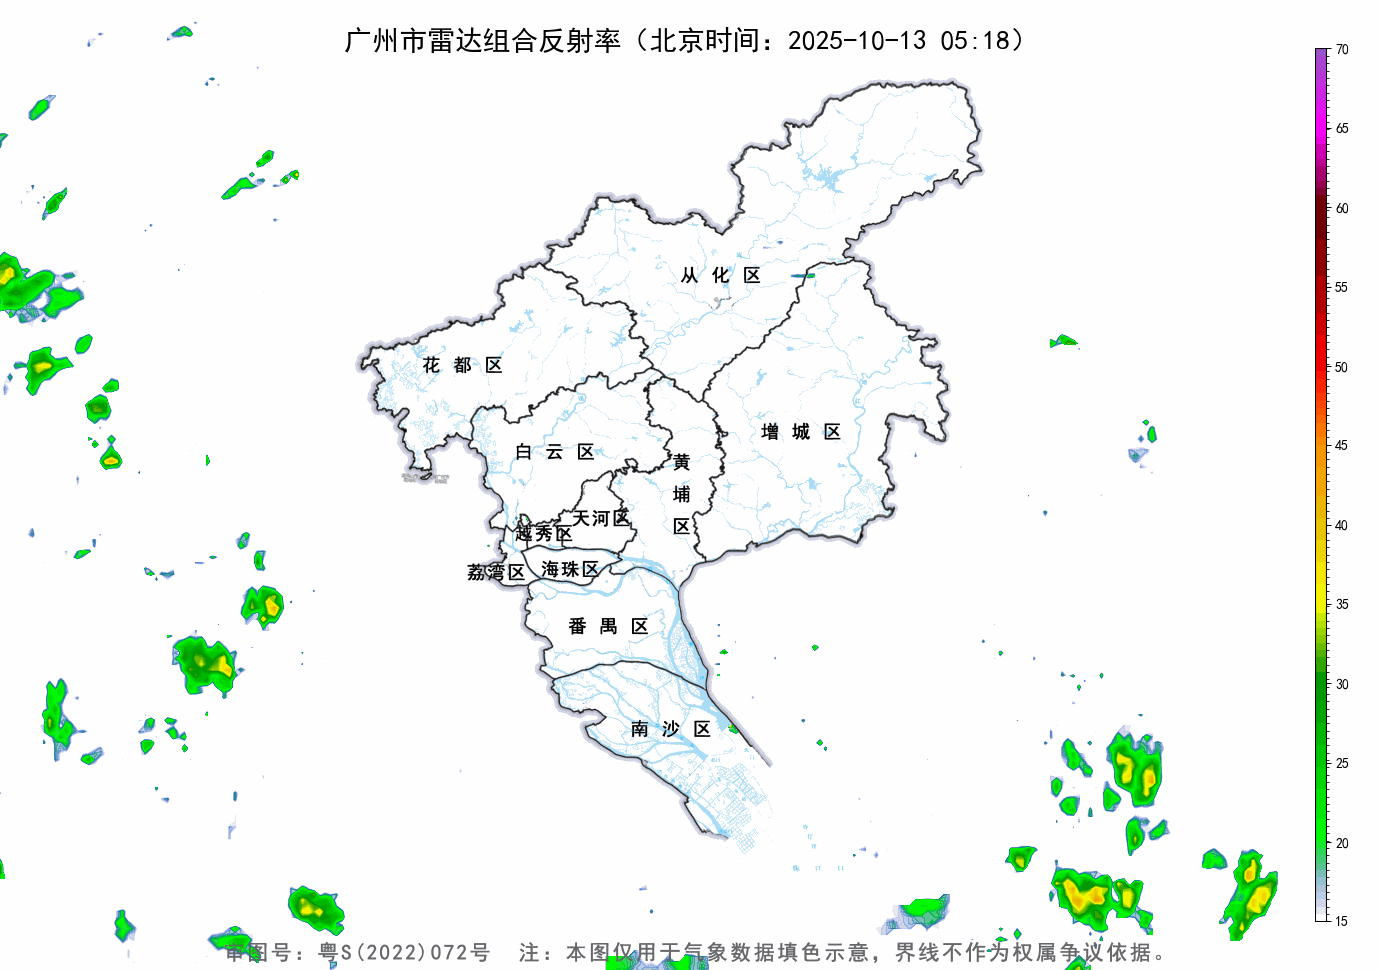 广州市雷达组合反射率（北京时间：2025-10-13 05:18）
70
65
60
55
50
45
40
35
30
25
20
15
从化区
花都区
增城区
白云区
黄埔区
天河区
越秀区
荔湾区
海珠区
番禺区
南沙区
审图号：粤S(2022)072号 注：本图仅用于气象数据填色示意，界线不作为权属争议依据。